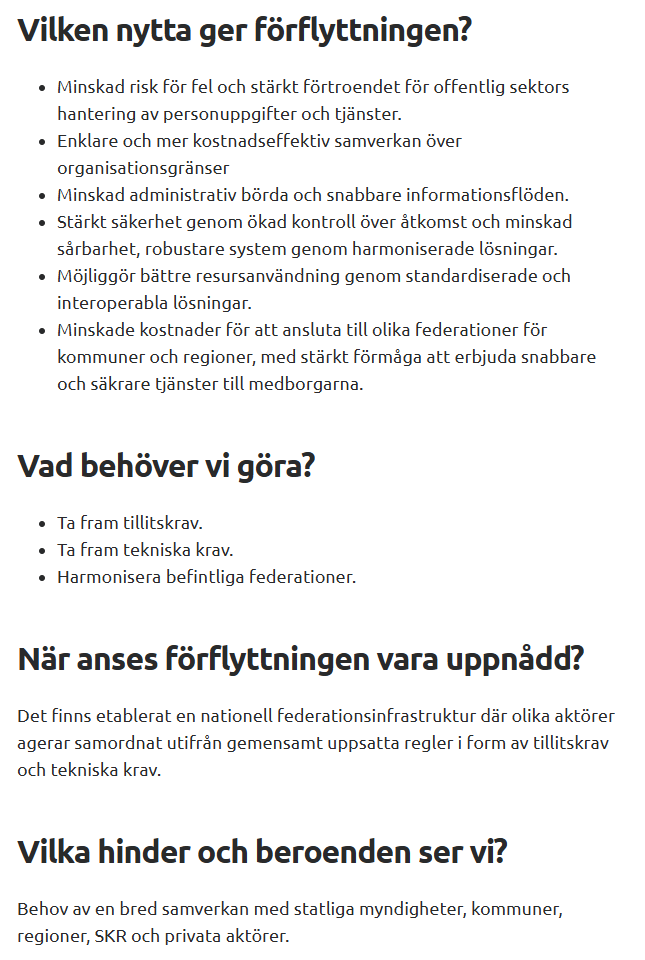 Vilken nytta ger förflyttningen?
• Minskad risk för fel och stärkt förtroendet för offentlig sektors
hantering av personuppgifter och tjänster.
• Enklare och mer kostnadseffektiv samverkan över
organisationsgränser
• Minskad administrativ börda och snabbare informationsflöden.
• Stärkt säkerhet genom ökad kontroll över åtkomst och minskad
sårbarhet, robustare system genom harmoniserade lösningar.
• Möjliggör bättre resursanvändning genom standardiserade och
interoperabla lösningar.
• Minskade kostnader för att ansluta till olika federationer för
kommuner och regioner, med stärkt förmåga att erbjuda snabbare
och säkrare tjänster till medborgarna.
Vad behöver vi göra?
• Ta fram tillitskrav.
• Ta fram tekniska krav.
• Harmonisera befintliga federationer.
När anses förflyttningen vara uppnådd?
Det finns etablerat en nationell federationsinfrastruktur där olika aktörer
agerar samordnat utifrån gemensamt uppsatta regler i form av tillitskrav
och tekniska krav.
Vilka hinder och beroenden ser vi?
Behov av en bred samverkan med statliga myndigheter, kommuner,
regioner, SKR och privata aktörer.